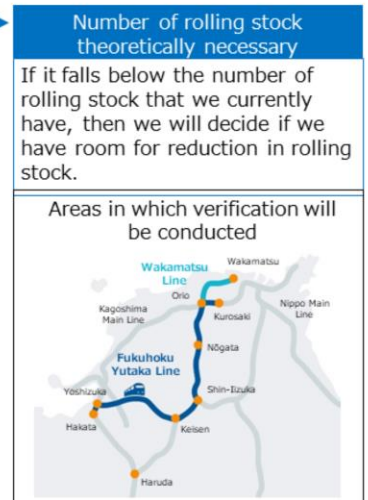 Number of rolling stock
theoretically necessary
If it falls below the number of
rolling stock that we currently
have, then we will decide if we
have room for reduction in rolling
stock.
Areas in which verification will
be conducted
Wakamatsu
Wakamatsu
Line
Orio
Kagoshima
Main Line
Kurosaki
Nippo Main
Line
Nōgata
Fukuhoku
Yutaka Line
Yoshizuka
Shin-Iizuka
Hakata
Keisen
Haruda